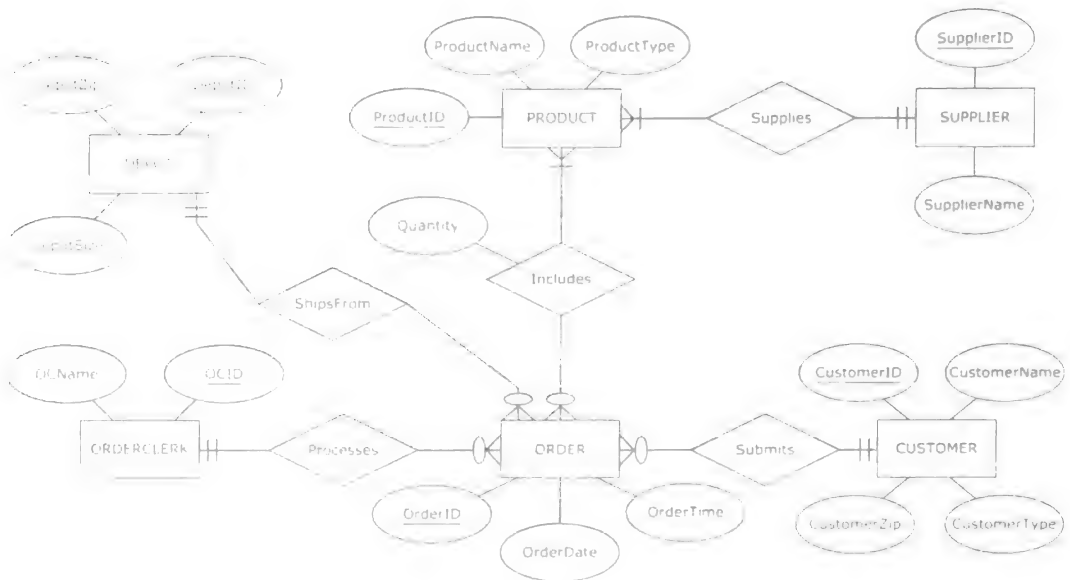 SupplierID
ProductName
ProductType
ProductID
PRODUCT
Supplies
SUPPLIER
SupplierName
Quantity
Includes
ShipsFrom
OCName
OCID
CustomerID
CustomerName
ORDERCLERK
Processes
ORDER
Submits
CUSTOMER
OrderID
OrderTime
CustomerZip
CustomerType
OrderDate